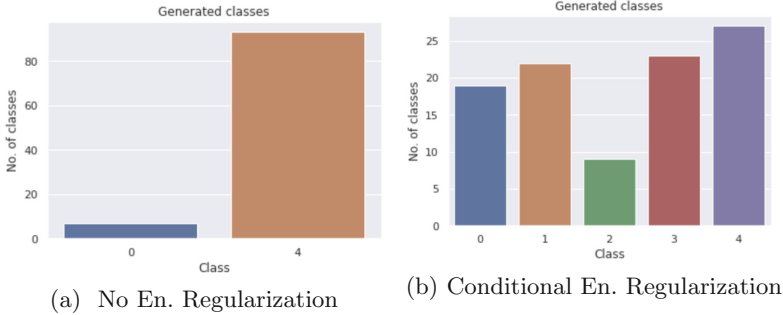 Generated classes
No. of classes
80
60
40
20
0
0 4
Class
(a) No En. Regularization
Generated classes
No. of classes
25
20
15
10
5
0
0 1 2 3 4
Class
(b) Conditional En. Regularization